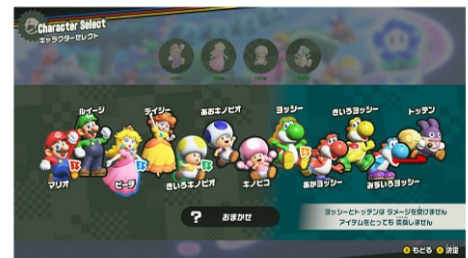 Character Select
キャラクターセレクト
ルイージ
デイジー
あおキノピオ
ヨッシー
きいろヨッシー
トッテン
マリオ
ピーチ
きいろキノピオ
キノピコ
あかヨッシー
みずいろヨッシー
? おまかせ
ヨッシーとトッテンは ダメージを受けません
アイテムをとっても 変身しません
もどる 決定